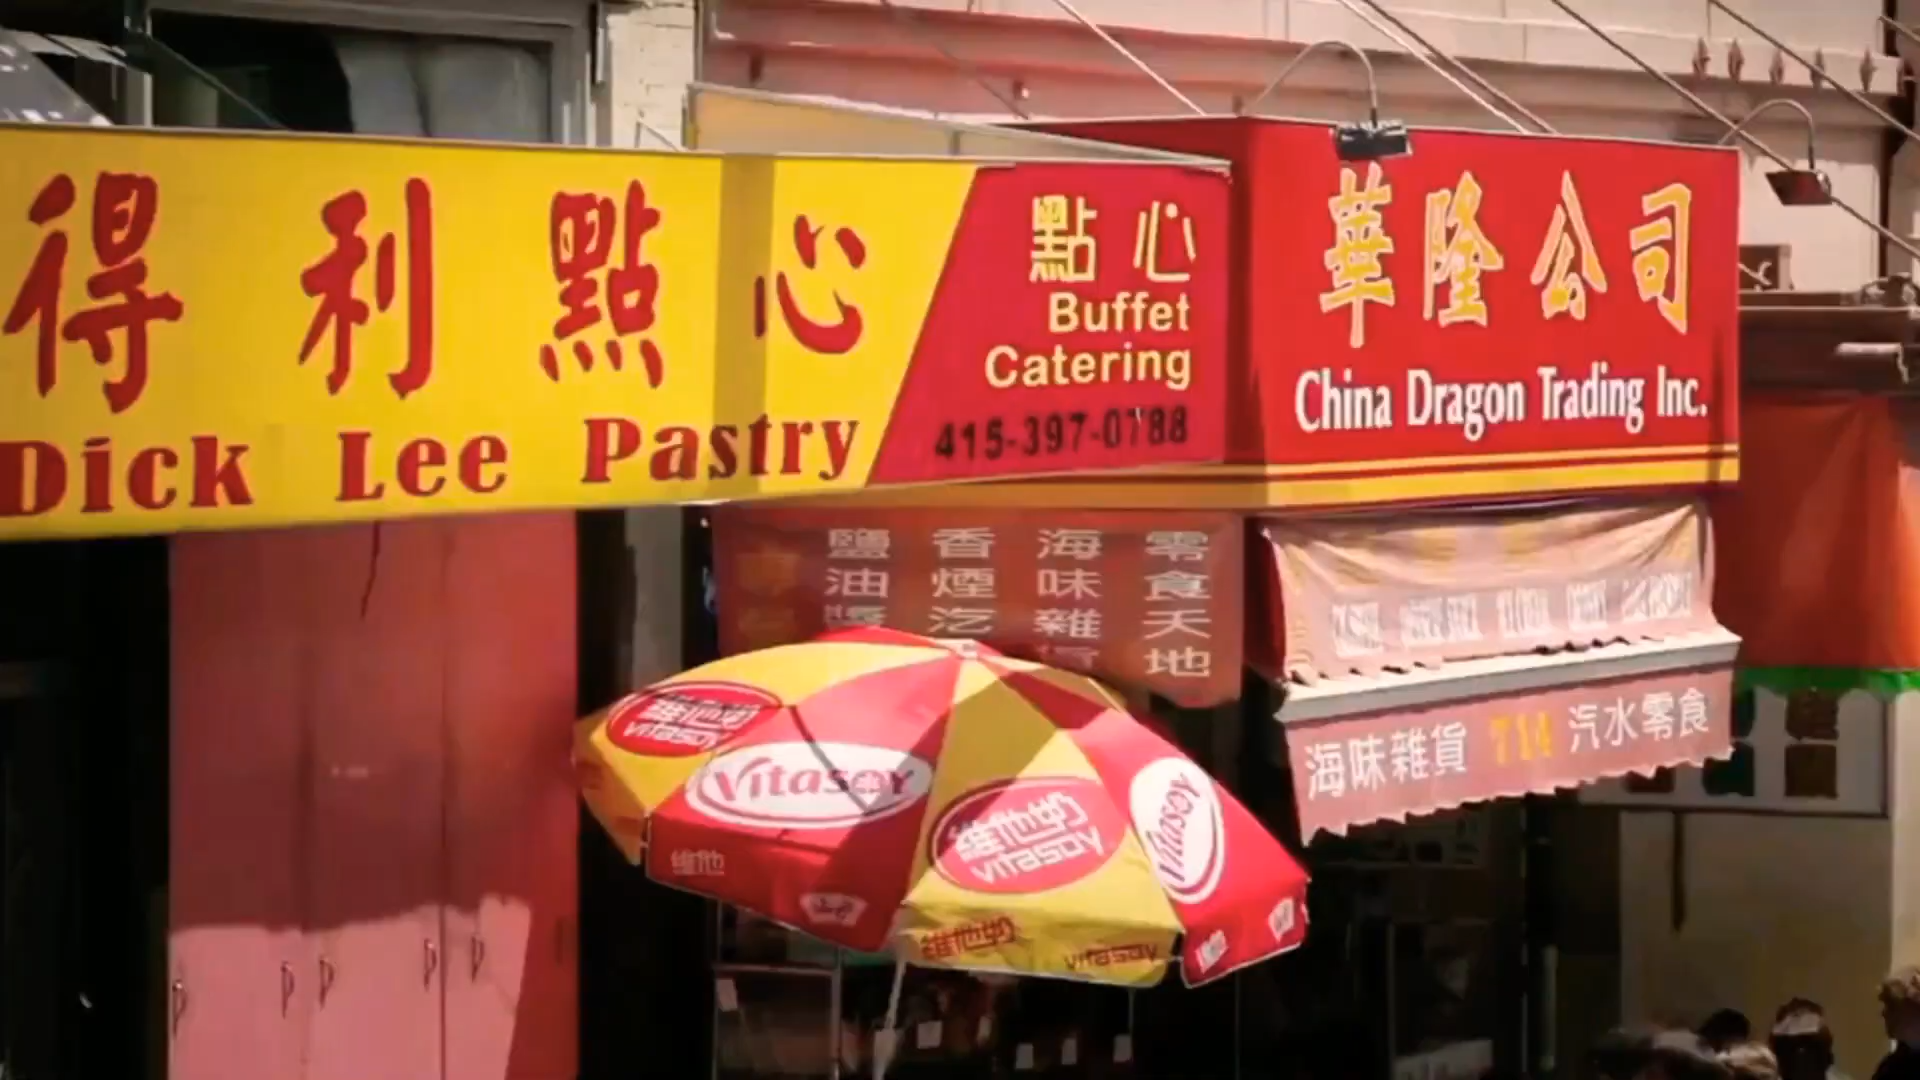 得利點心
Dick Lee Pastry
點心
Buffet
Catering
415-397-0788
華隆公司
China Dragon Trading Inc.
鹽 香 海 零
油 煙 味 食
汽 雜 天
地
海味雜貨 714 汽水零食
維他奶
vitasoy
Vitasoy
維他奶
vitasoy
Vitasoy
維他
維他奶
vitasoy